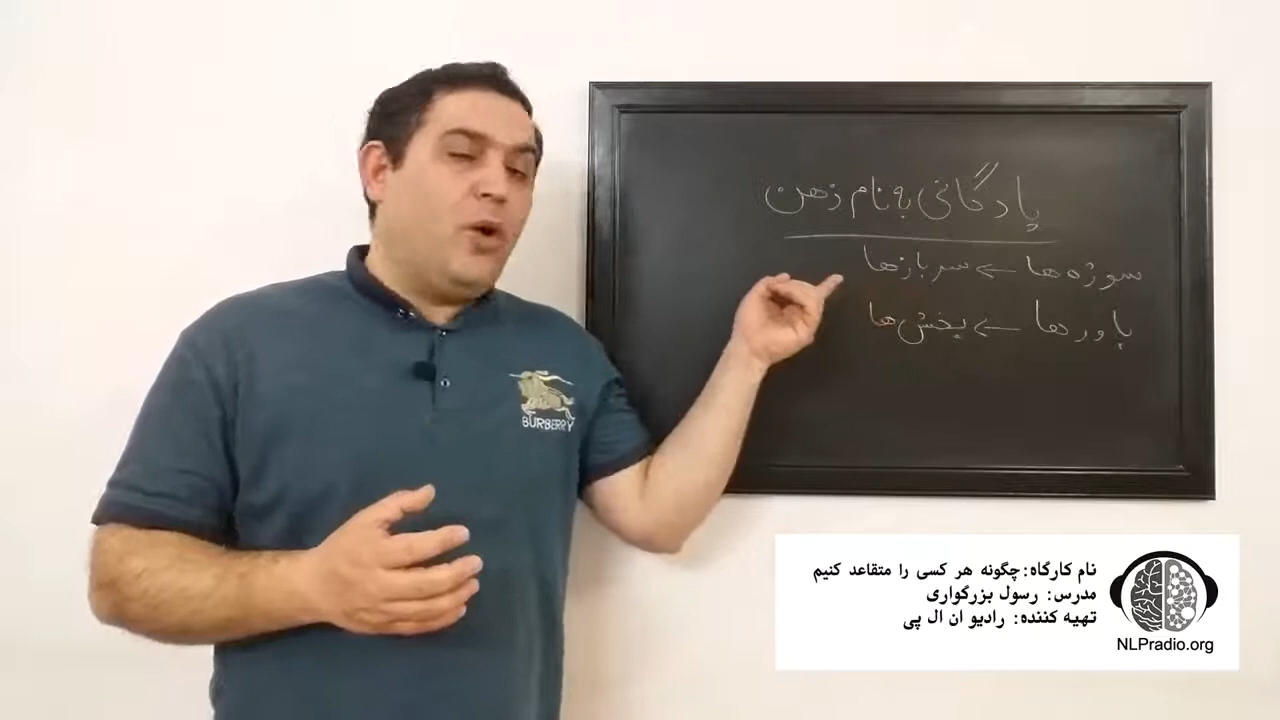 پادگانی به نام ذهن
سوژه ها ← سربازها
باورها ← بخش ها
BURBERRY
نام کارگاه: چگونه هر کسی را متقاعد کنیم
مدرس: رسول بزرگواری
تهیه کننده: رادیو ان ال پی
NLPradio.org